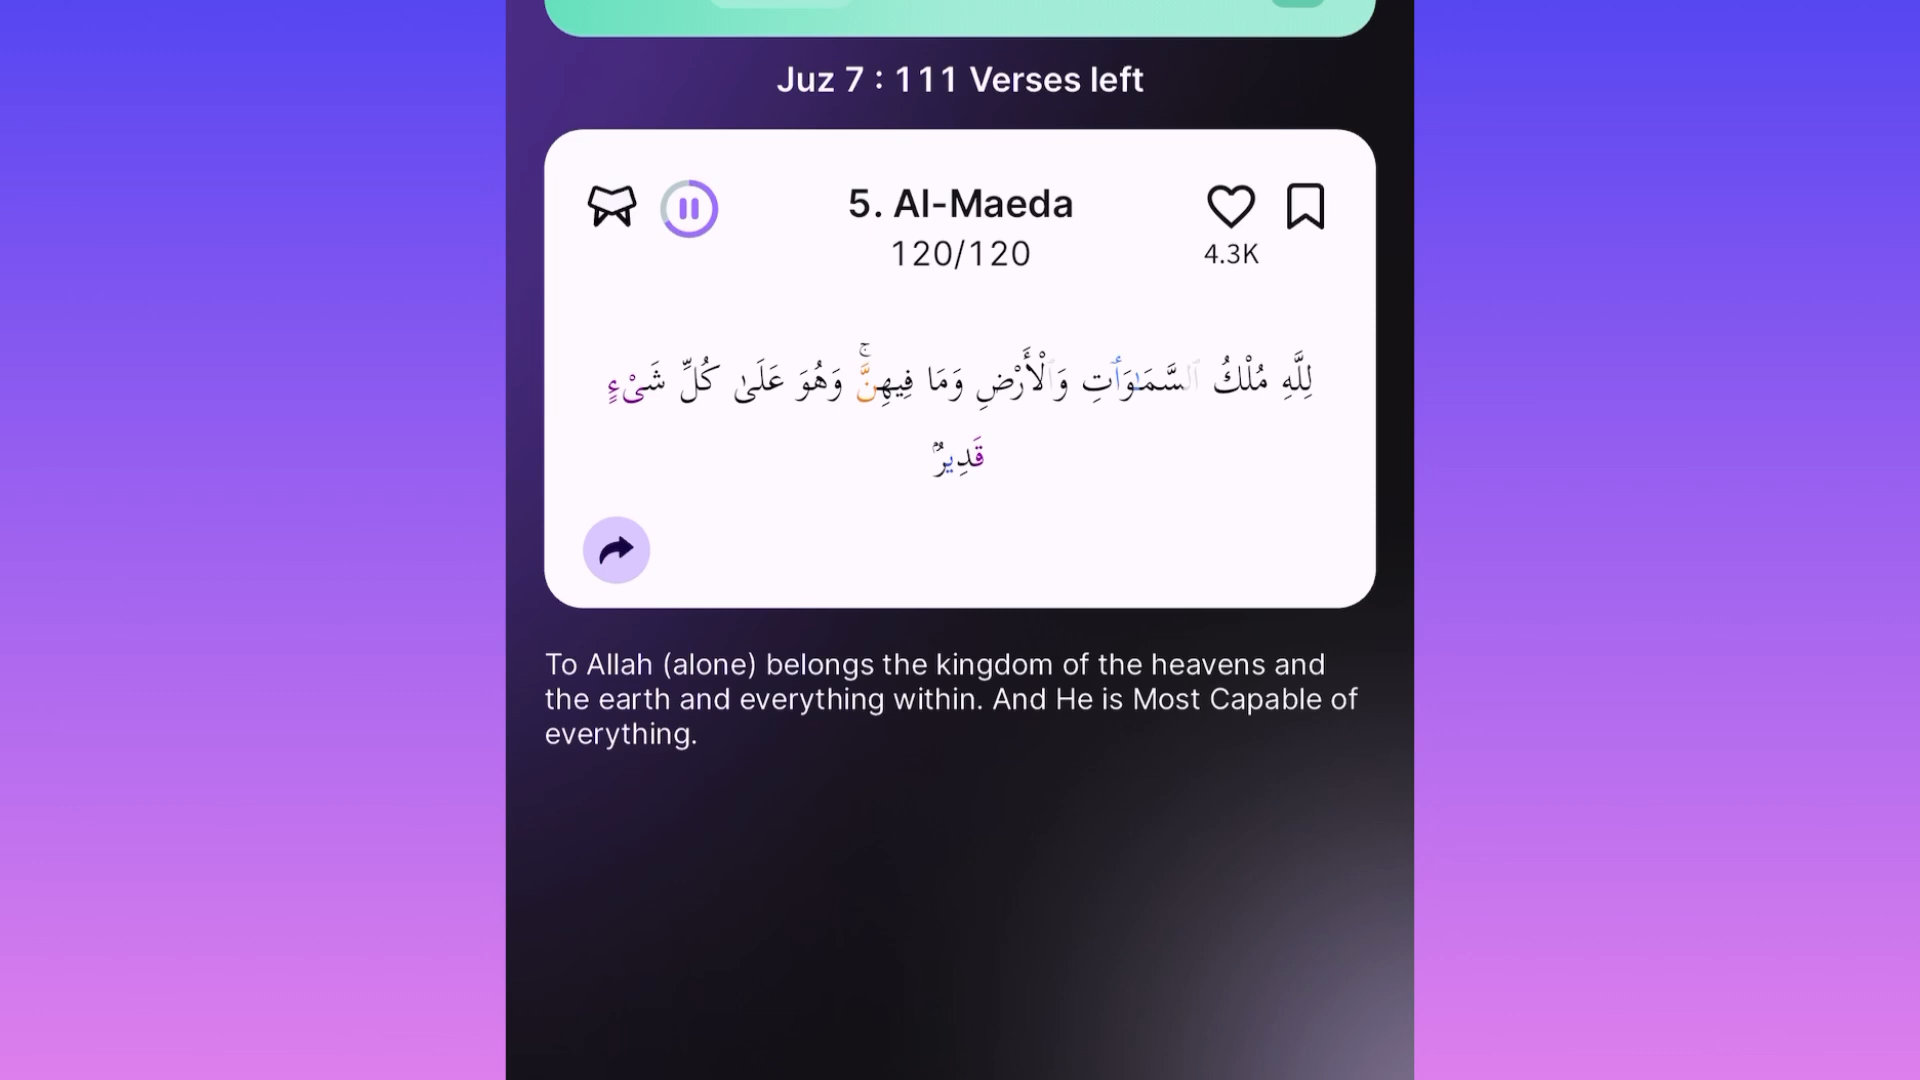 Juz 7 : 111 Verses left
5. Al-Maeda
120/120
4.3K
لِلَّهِ مُلْكُ ٱلسَّمَـٰوَٰتِ وَٱلْأَرْضِ وَمَا فِيهِنَّ ۚ وَهُوَ عَلَىٰ كُلِّ شَىْءٍ
قَدِيرٌۢ
To Allah (alone) belongs the kingdom of the heavens and
the earth and everything within. And He is Most Capable of
everything.